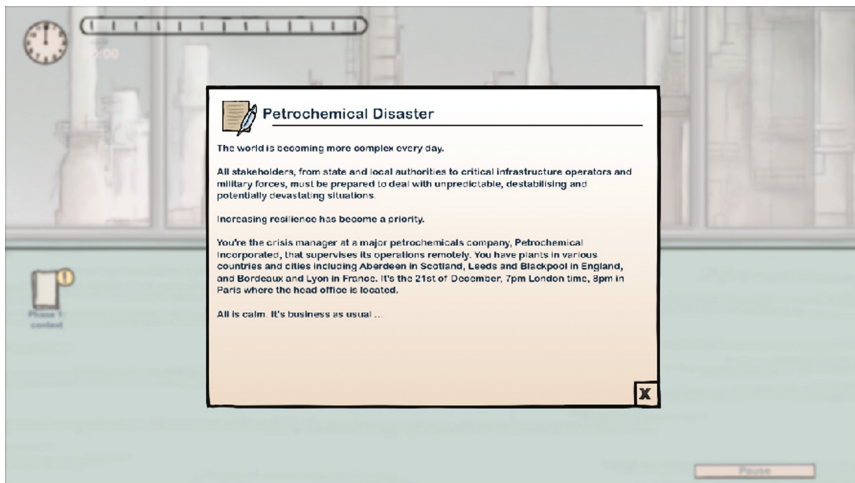 Petrochemical Disaster
The world is becoming more complex every day.
All stakeholders, from state and local authorities to critical infrastructure operators and
military forces, must be prepared to deal with unpredictable, destabilising and
potentially devastating situations.
Increasing resilience has become a priority.
You're the crisis manager at a major petrochemicals company, Petrochemical
Incorporated, that supervises its operations remotely. You have plants in various
countries and cities including Aberdeen in Scotland, Leeds and Blackpool in England,
and Bordeaux and Lyon in France. It's the 21st of December, 7pm London time, 8pm in
Paris where the head office is located.
All is calm. It's business as usual ...
X
Phase 1:
context
Pause